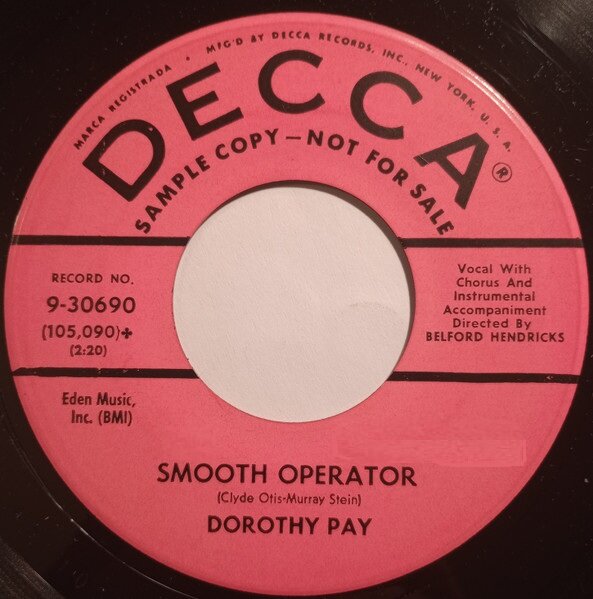 MARCA REGISTRADA • MFG'D BY DECCA RECORDS, INC., NEW YORK, U. S. A.
DECCA®
SAMPLE COPY — NOT FOR SALE
RECORD NO.
9-30690
(105,090)+
(2:20)
Vocal With
Chorus And
Instrumental
Accompaniment
Directed By
BELFORD HENDRICKS
Eden Music,
Inc. (BMI)
SMOOTH OPERATOR
(Clyde Otis-Murray Stein)
DOROTHY PAY